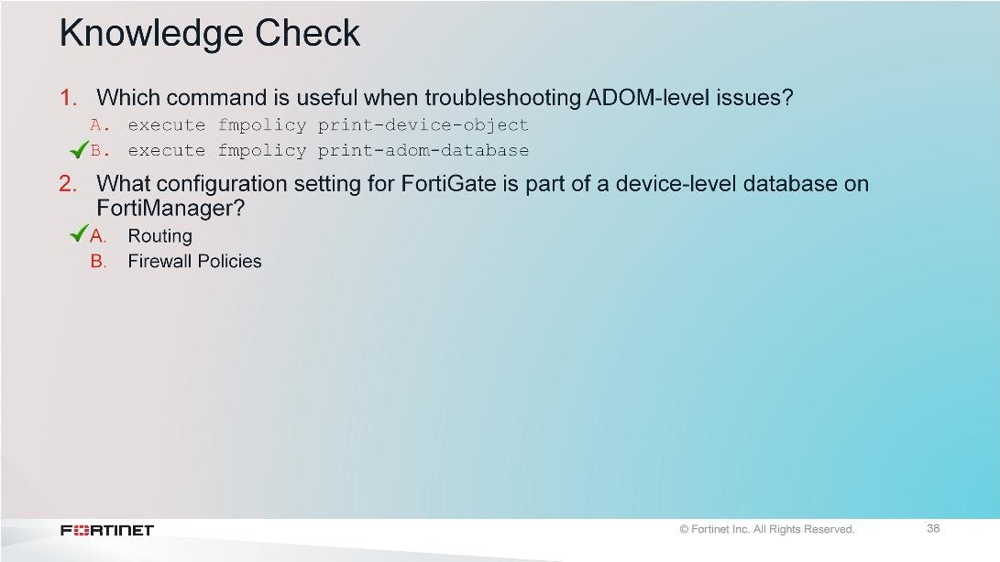 Knowledge Check
1. Which command is useful when troubleshooting ADOM-level issues?
A. execute fmpolicy print-device-object
B. execute fmpolicy print-adom-database
2. What configuration setting for FortiGate is part of a device-level database on
FortiManager?
A. Routing
B. Firewall Policies
FORTINET
© Fortinet Inc. All Rights Reserved.
38